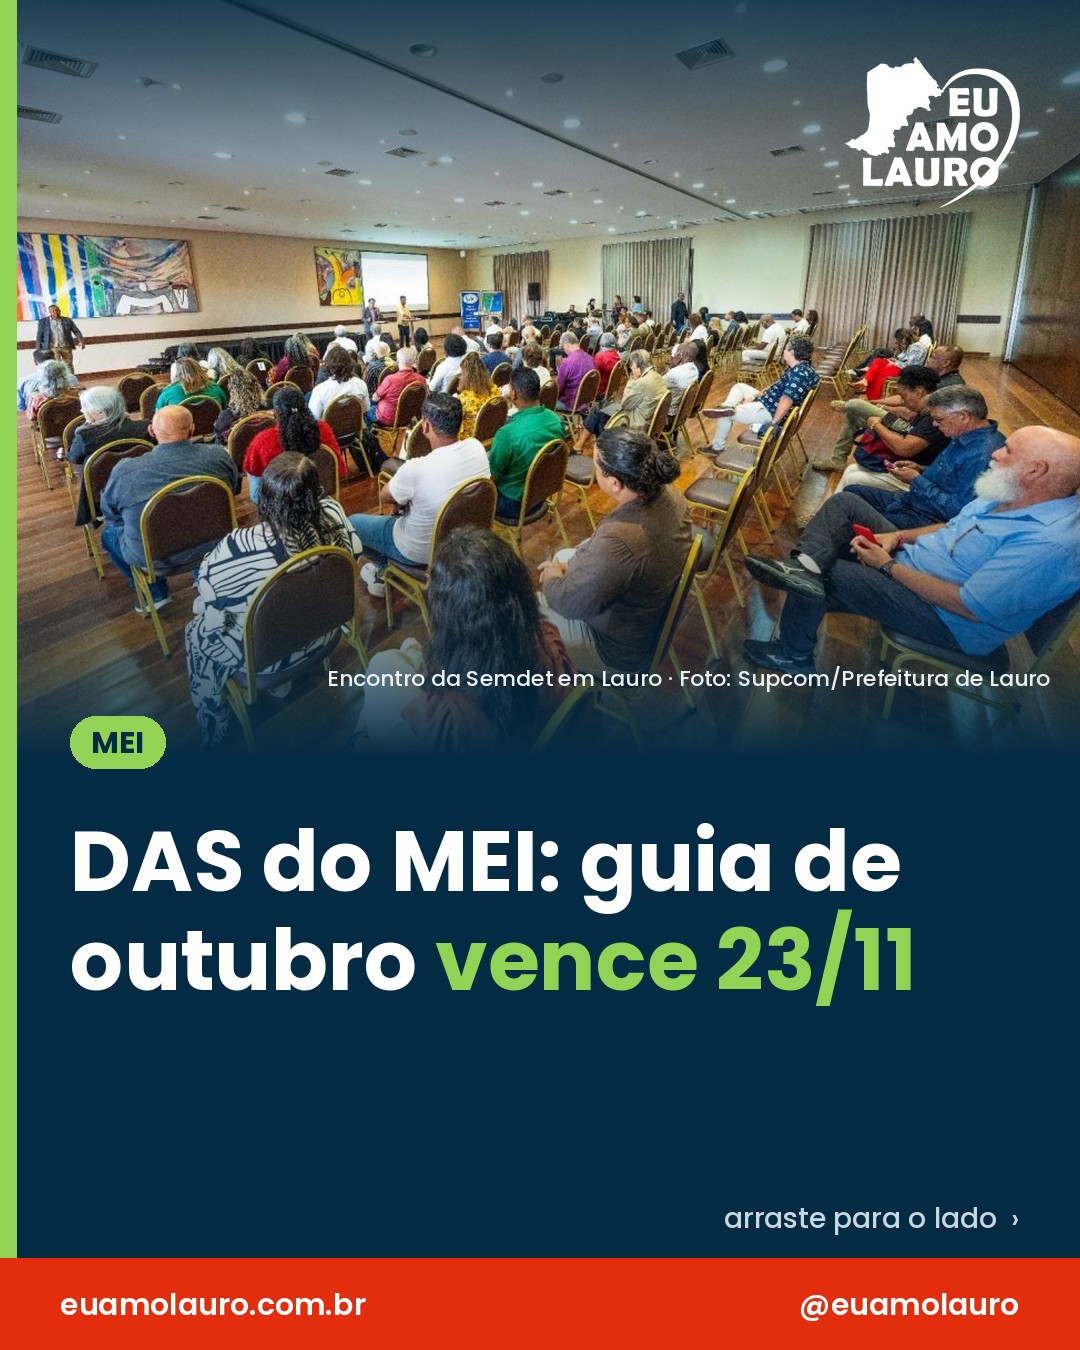 EU
AMO
LAURO
Encontro da Semdet em Lauro · Foto: Supcom/Prefeitura de Lauro
MEI
DAS do MEI: guia de
outubro vence 23/11
arraste para o lado ›
euamolauro.com.br
@euamolauro